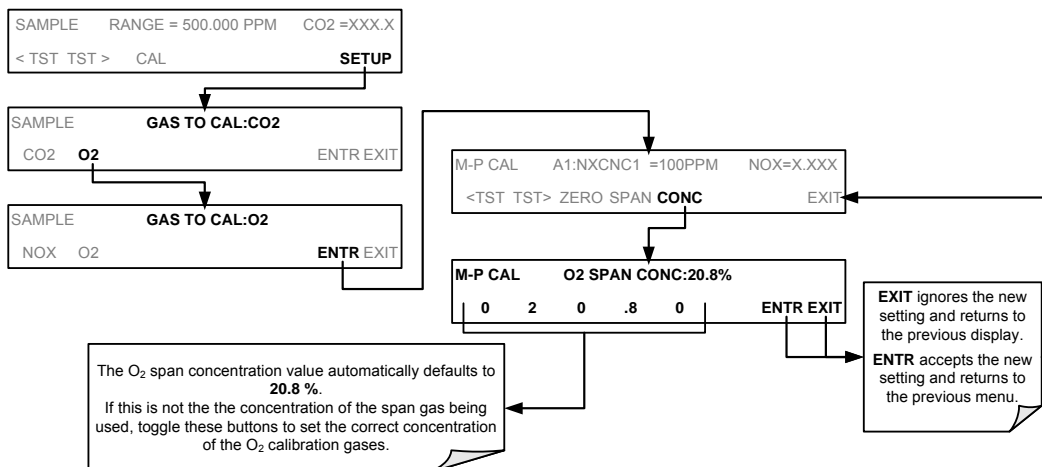 SAMPLE RANGE = 500.000 PPM CO2 =XXX.X
< TST TST > CAL SETUP
SAMPLE GAS TO CAL:CO2
CO2 O2 ENTR EXIT
SAMPLE GAS TO CAL:O2
NOX O2 ENTR EXIT
M-P CAL A1:NXCNC1 =100PPM NOX=X.XXX
<TST TST> ZERO SPAN CONC EXIT
M-P CAL O2 SPAN CONC:20.8%
0 2 0 .8 0 ENTR EXIT
EXIT ignores the new
setting and returns to
the previous display.
ENTR accepts the new
setting and returns to
the previous menu.
The O₂ span concentration value automatically defaults to
20.8 %.
If this is not the the concentration of the span gas being
used, toggle these buttons to set the correct concentration
of the O₂ calibration gases.